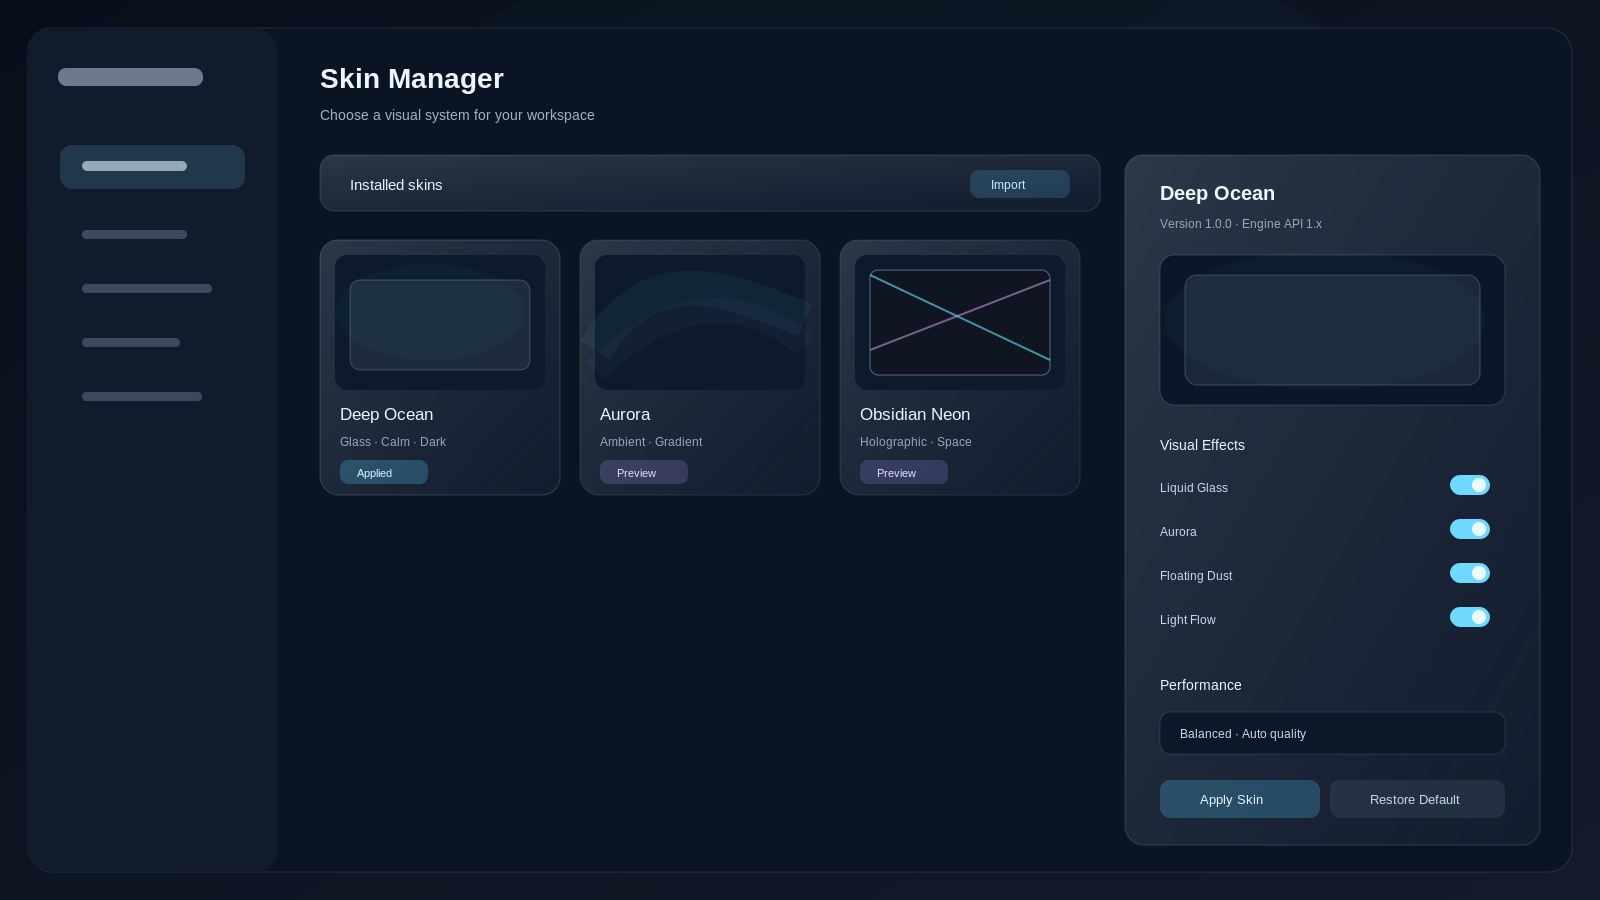 Skin Manager
Choose a visual system for your workspace
Installed skins
Import
Deep Ocean
Glass · Calm · Dark
Applied
Aurora
Ambient · Gradient
Preview
Obsidian Neon
Holographic · Space
Preview
Deep Ocean
Version 1.0.0 · Engine API 1.x
Visual Effects
Liquid Glass
Aurora
Floating Dust
Light Flow
Performance
Balanced · Auto quality
Apply Skin
Restore Default